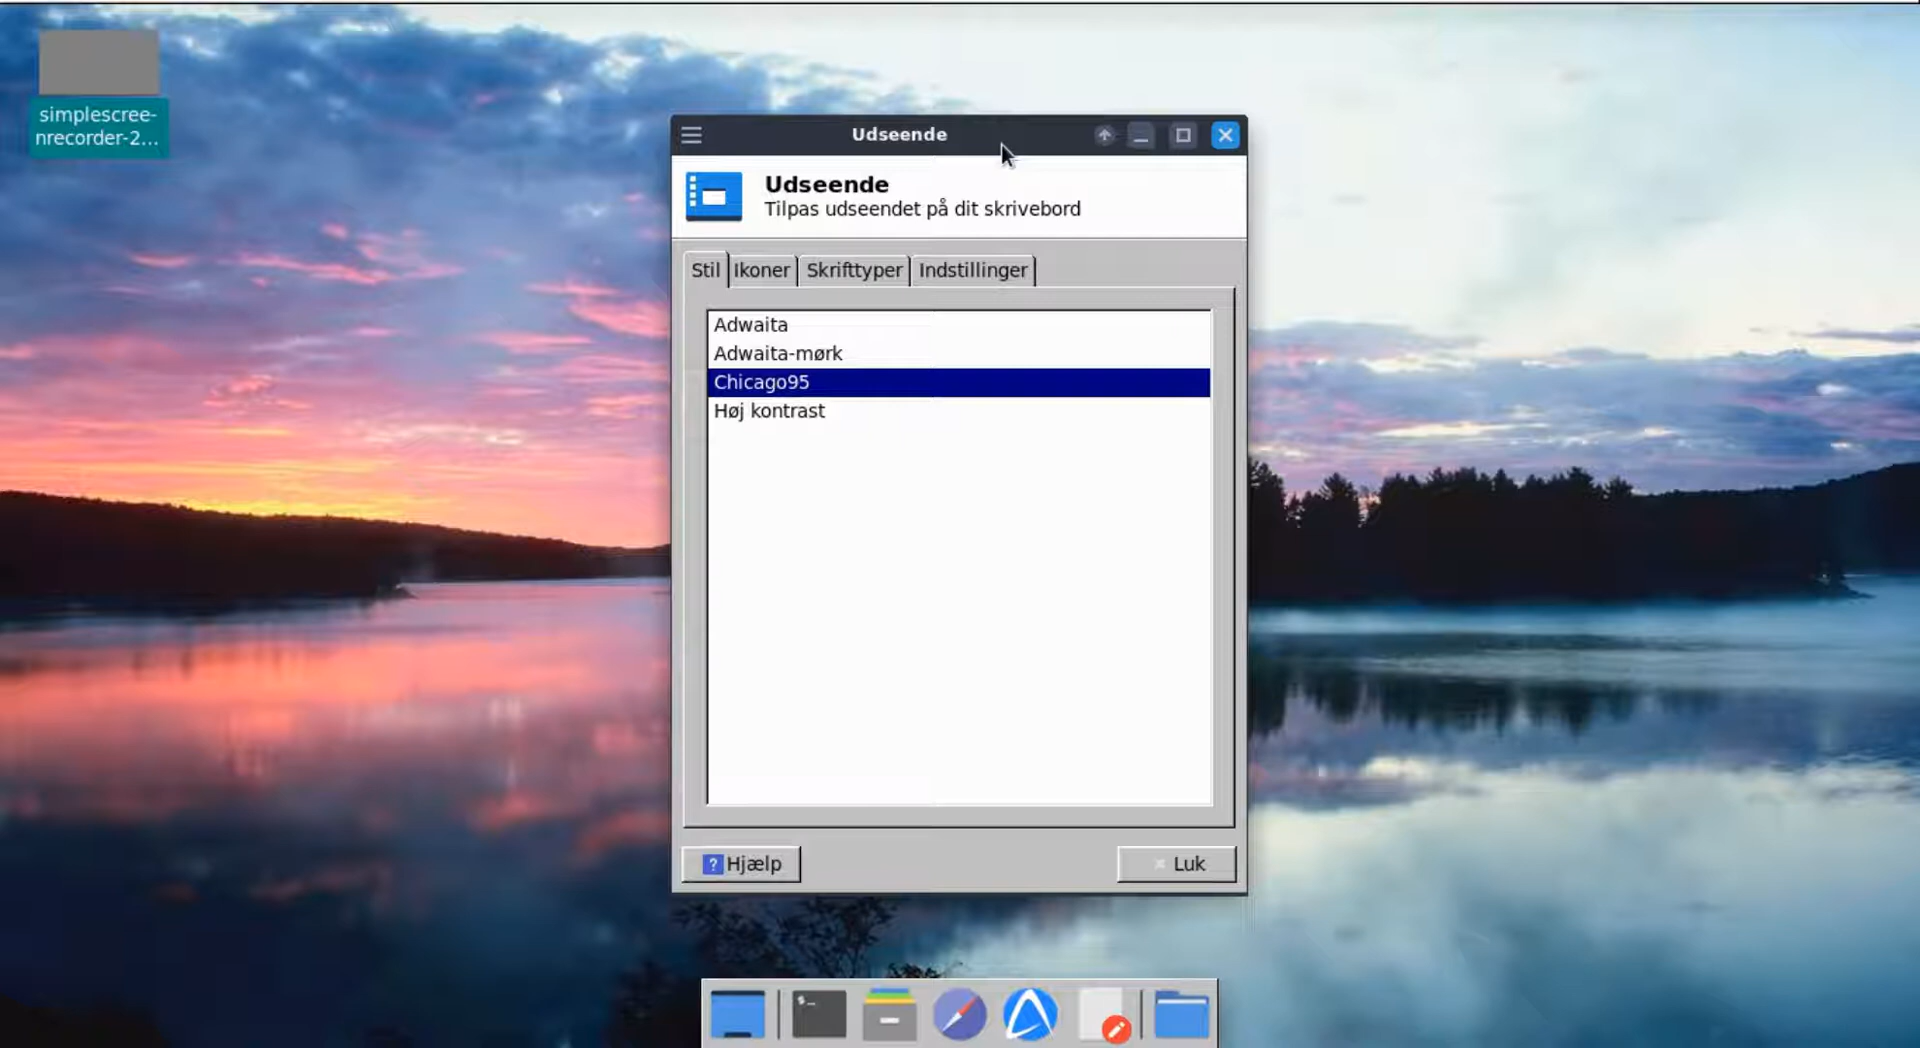 simplescree-
nrecorder-2...
Udseende
Udseende
Tilpas udseendet på dit skrivebord
Stil
Ikoner
Skrifttyper
Indstillinger
Adwaita
Adwaita-mørk
Chicago95
Høj kontrast
? Hjælp
Luk
$_